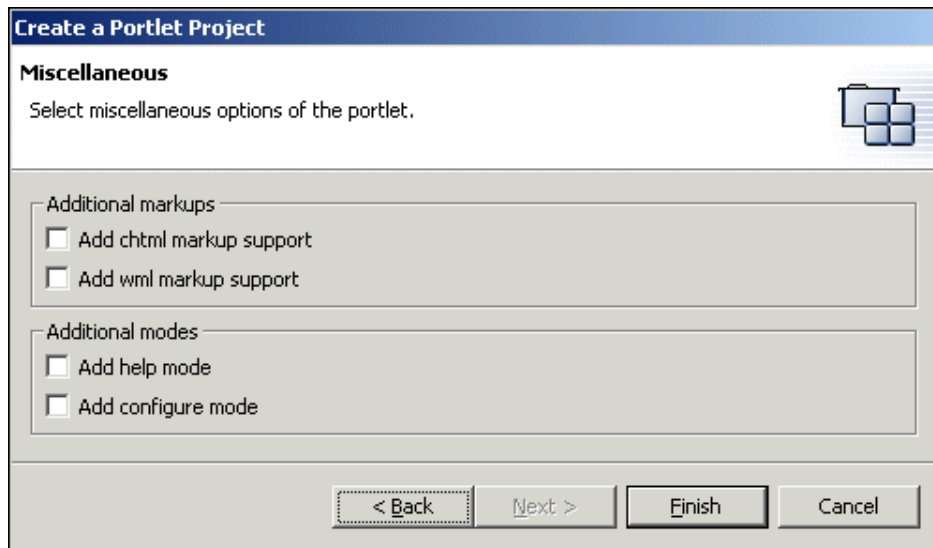 Create a Portlet Project
Miscellaneous
Select miscellaneous options of the portlet.
Additional markups
Add chtml markup support
Add wml markup support
Additional modes
Add help mode
Add configure mode
< Back
Next >
Finish
Cancel